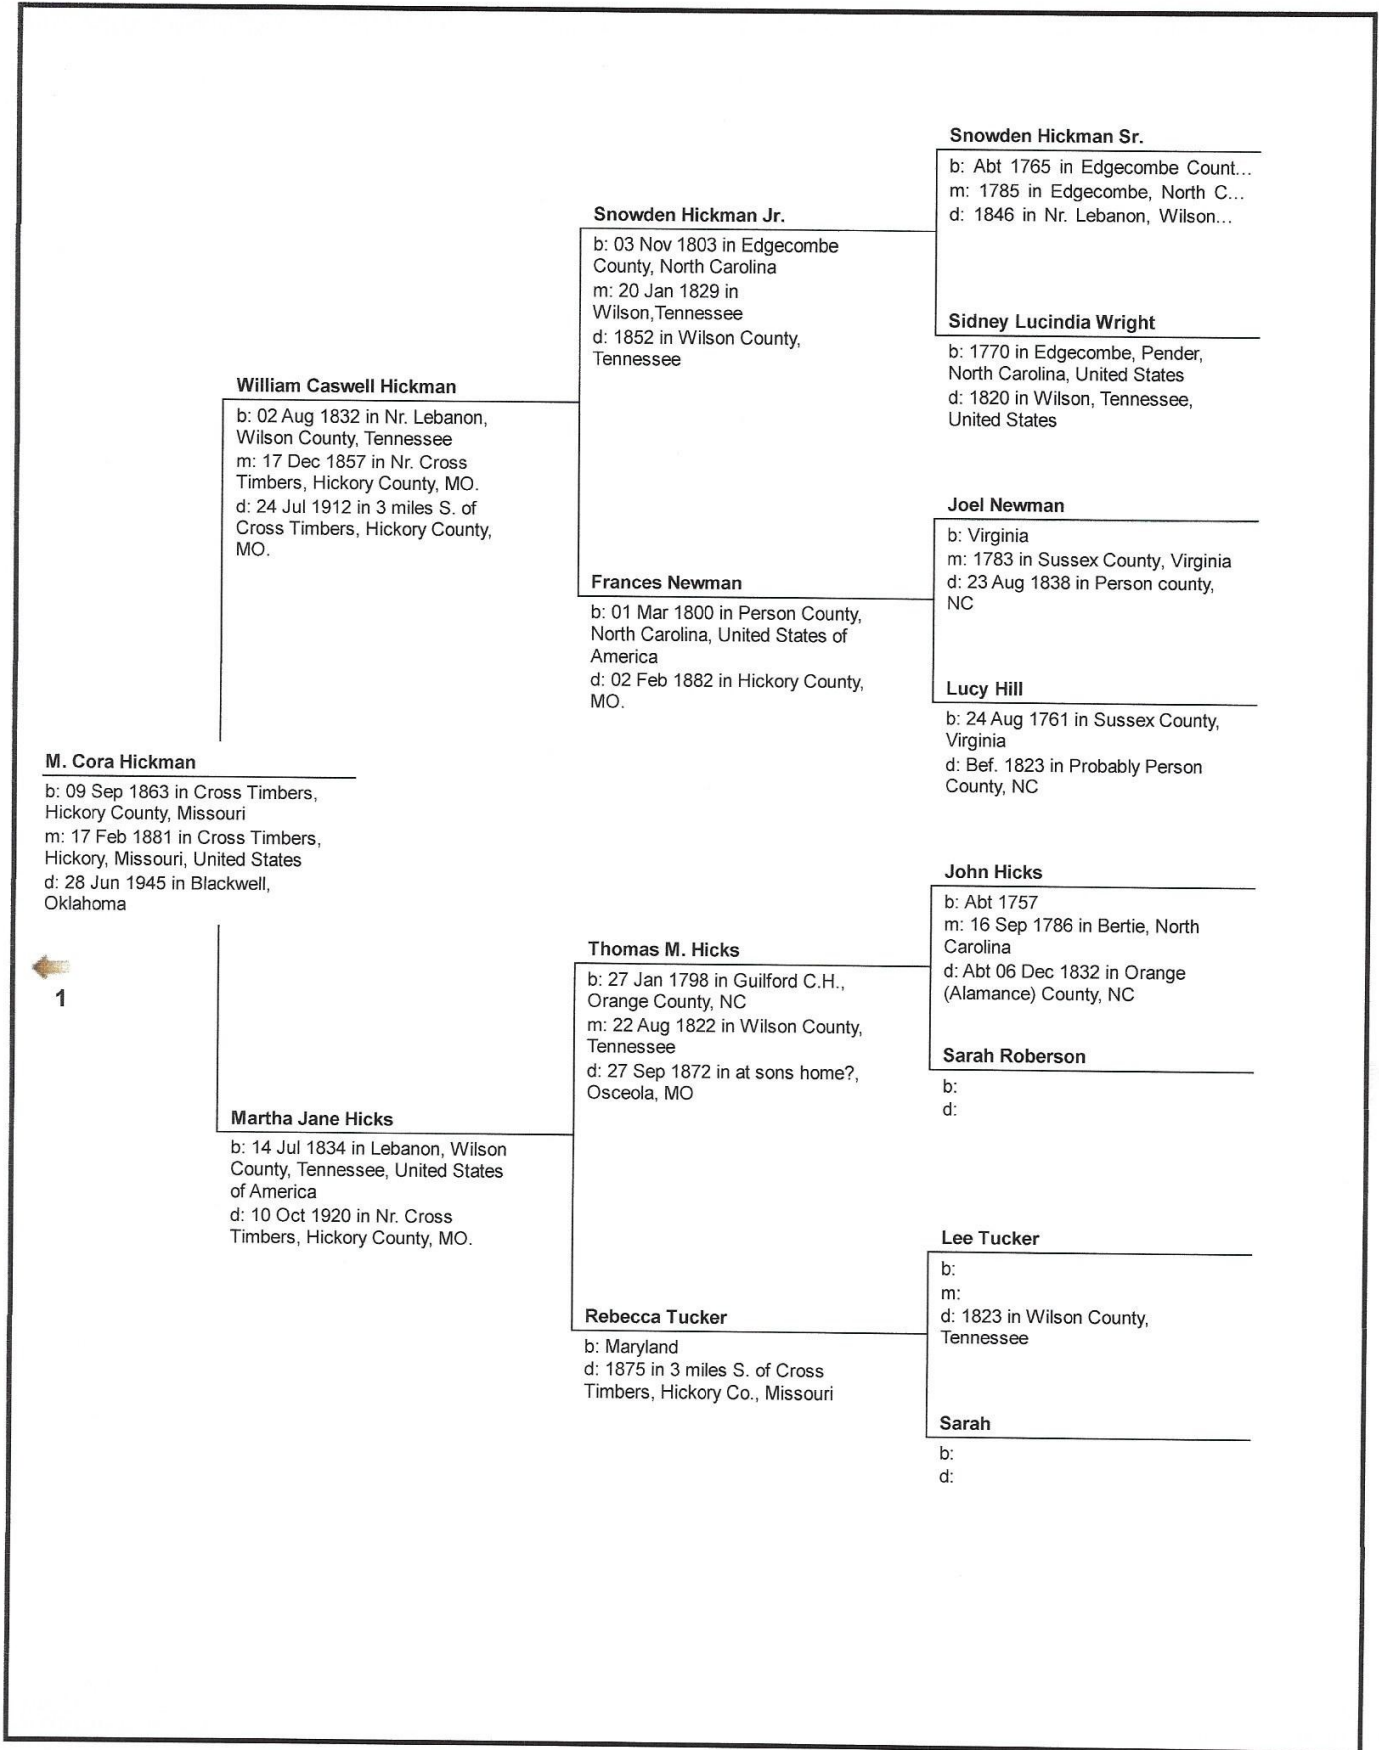 Snowden Hickman Sr.
b: Abt 1765 in Edgecombe Count...
m: 1785 in Edgecombe, North C...
d: 1846 in Nr. Lebanon, Wilson...
Snowden Hickman Jr.
b: 03 Nov 1803 in Edgecombe
County, North Carolina
m: 20 Jan 1829 in
Wilson,Tennessee
d: 1852 in Wilson County,
Tennessee
Sidney Lucindia Wright
b: 1770 in Edgecombe, Pender,
North Carolina, United States
d: 1820 in Wilson, Tennessee,
United States
William Caswell Hickman
b: 02 Aug 1832 in Nr. Lebanon,
Wilson County, Tennessee
m: 17 Dec 1857 in Nr. Cross
Timbers, Hickory County, MO.
d: 24 Jul 1912 in 3 miles S. of
Cross Timbers, Hickory County,
MO.
Joel Newman
b: Virginia
m: 1783 in Sussex County, Virginia
d: 23 Aug 1838 in Person county,
NC
Frances Newman
b: 01 Mar 1800 in Person County,
North Carolina, United States of
America
d: 02 Feb 1882 in Hickory County,
MO.
Lucy Hill
b: 24 Aug 1761 in Sussex County,
Virginia
d: Bef. 1823 in Probably Person
County, NC
M. Cora Hickman
b: 09 Sep 1863 in Cross Timbers,
Hickory County, Missouri
m: 17 Feb 1881 in Cross Timbers,
Hickory, Missouri, United States
d: 28 Jun 1945 in Blackwell,
Oklahoma
1
John Hicks
b: Abt 1757
m: 16 Sep 1786 in Bertie, North
Carolina
d: Abt 06 Dec 1832 in Orange
(Alamance) County, NC
Thomas M. Hicks
b: 27 Jan 1798 in Guilford C.H.,
Orange County, NC
m: 22 Aug 1822 in Wilson County,
Tennessee
d: 27 Sep 1872 in at sons home?,
Osceola, MO
Sarah Roberson
b:
d:
Martha Jane Hicks
b: 14 Jul 1834 in Lebanon, Wilson
County, Tennessee, United States
of America
d: 10 Oct 1920 in Nr. Cross
Timbers, Hickory County, MO.
Lee Tucker
b:
m:
d: 1823 in Wilson County,
Tennessee
Rebecca Tucker
b: Maryland
d: 1875 in 3 miles S. of Cross
Timbers, Hickory Co., Missouri
Sarah
b:
d: